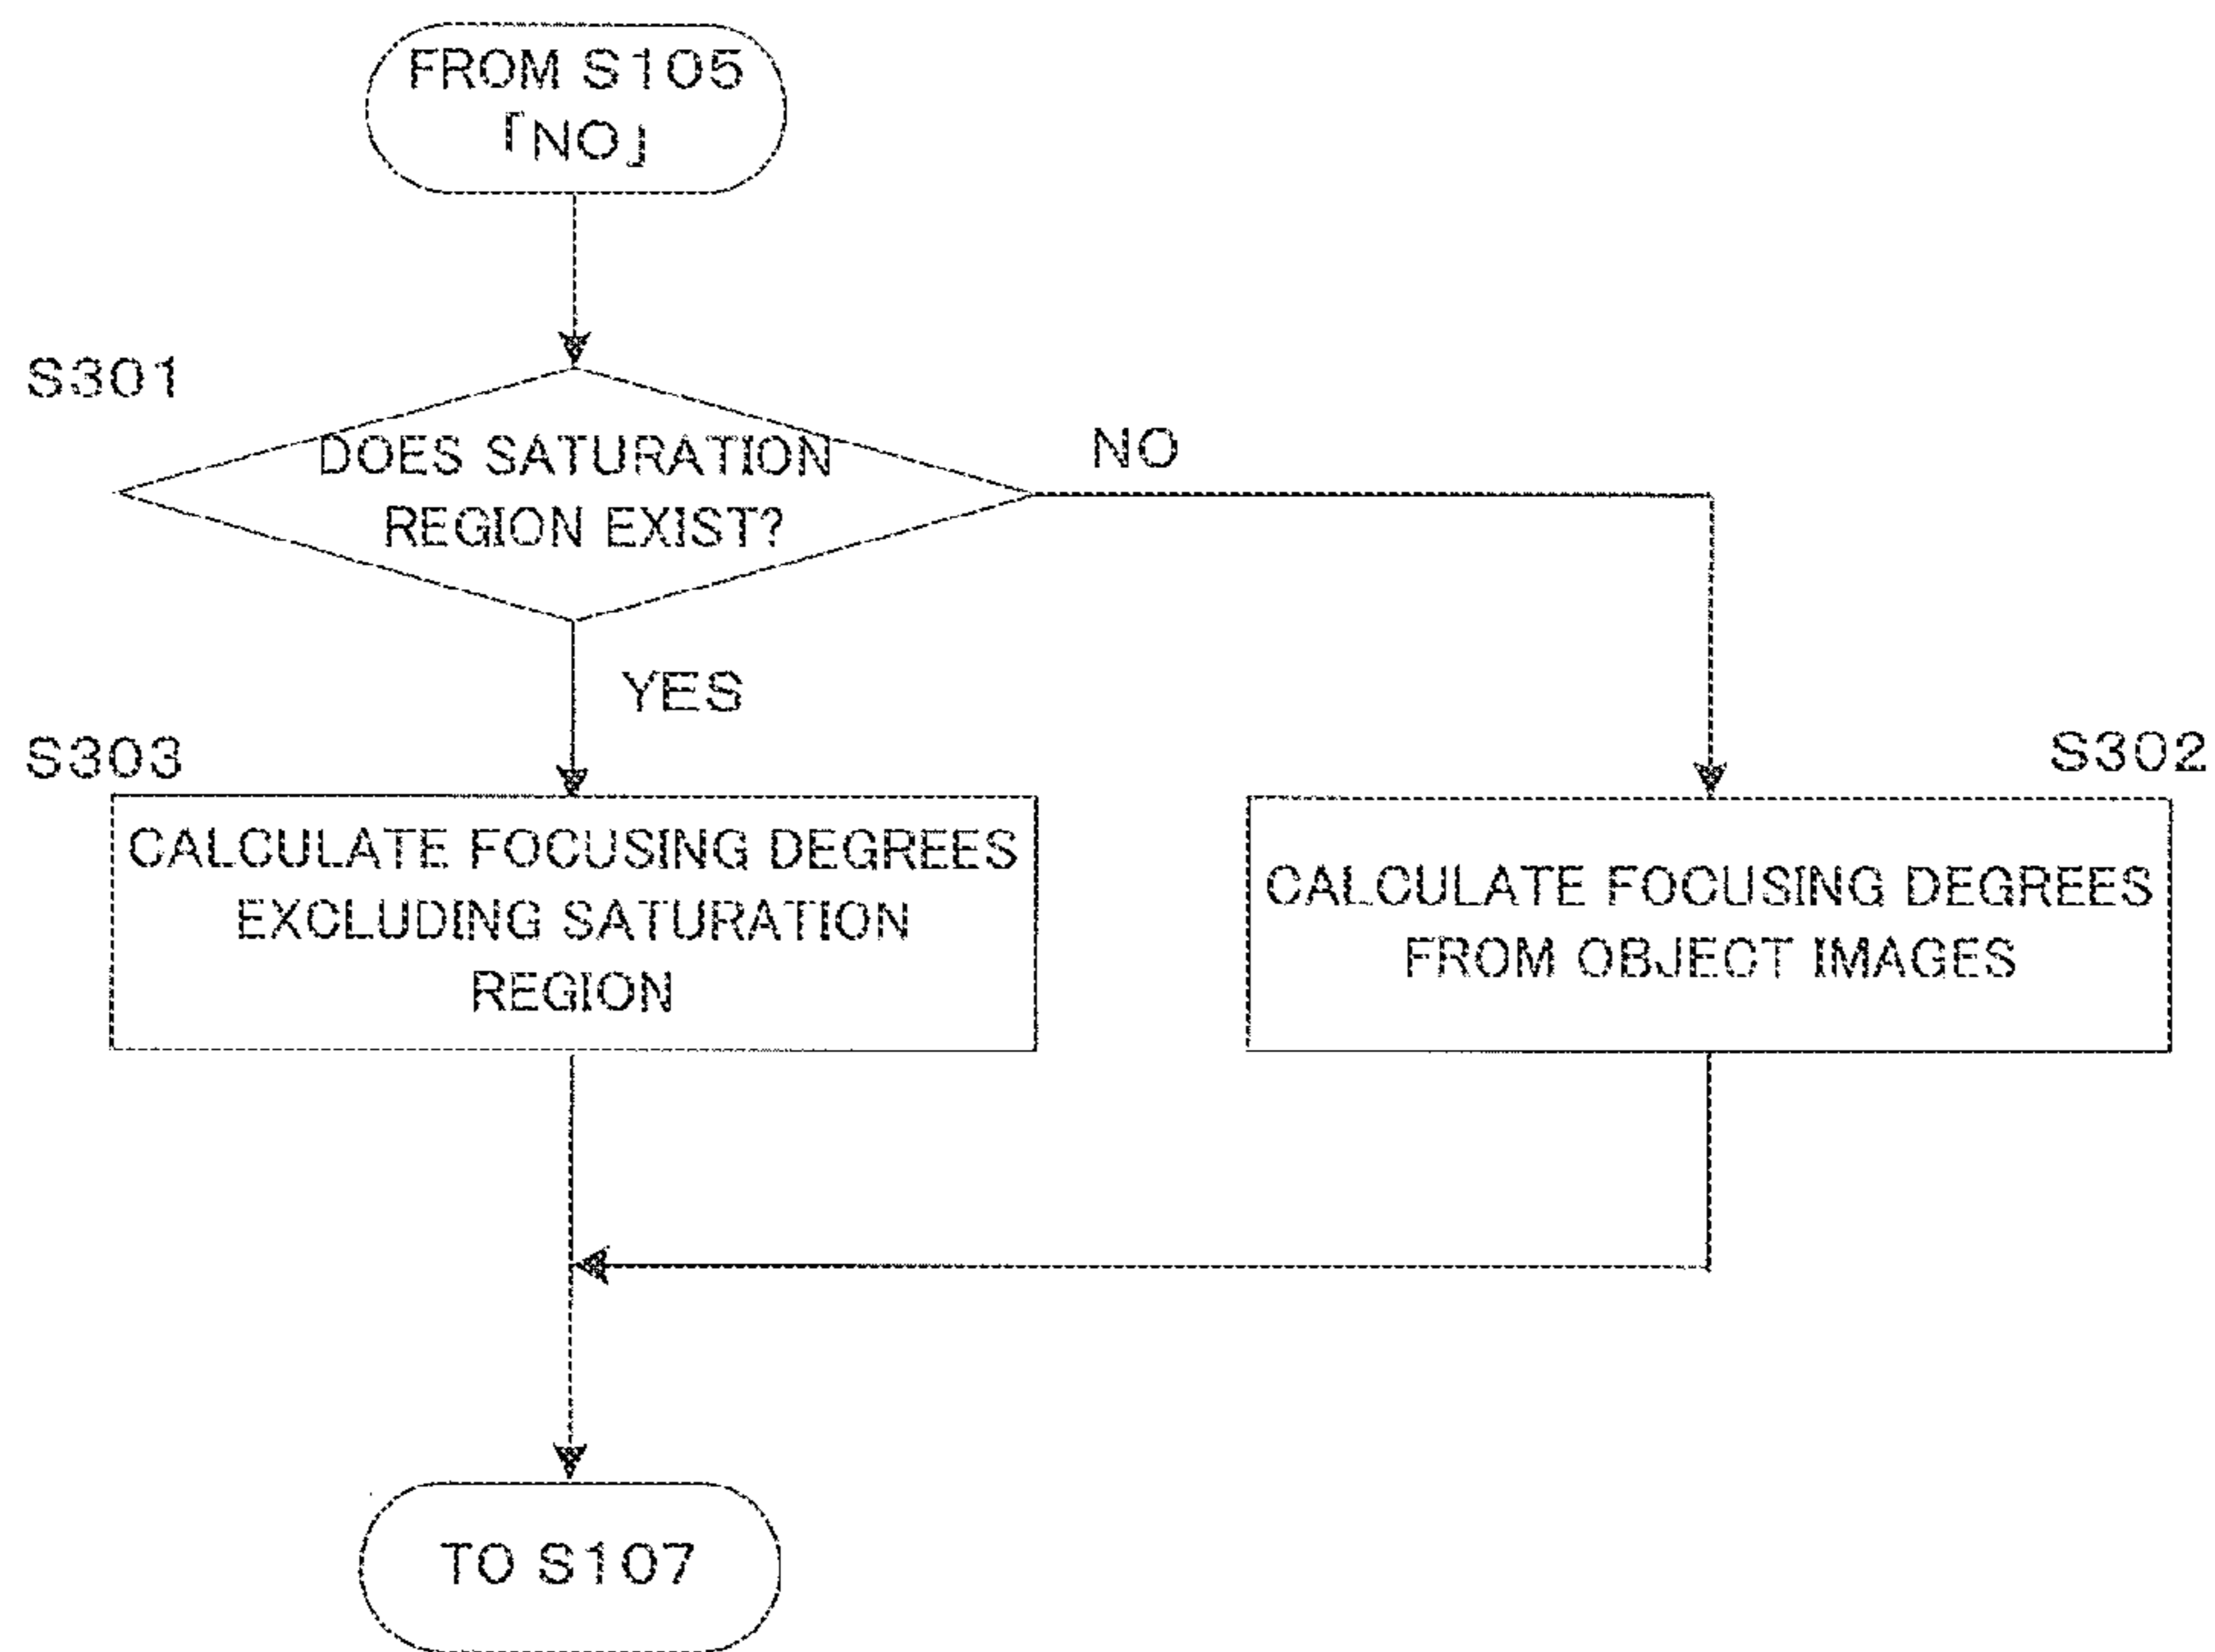 FROM S105
「NO」
S301
DOES SATURATION
REGION EXIST?
NO
YES
S303
CALCULATE FOCUSING DEGREES
EXCLUDING SATURATION
REGION
S302
CALCULATE FOCUSING DEGREES
FROM OBJECT IMAGES
TO S107